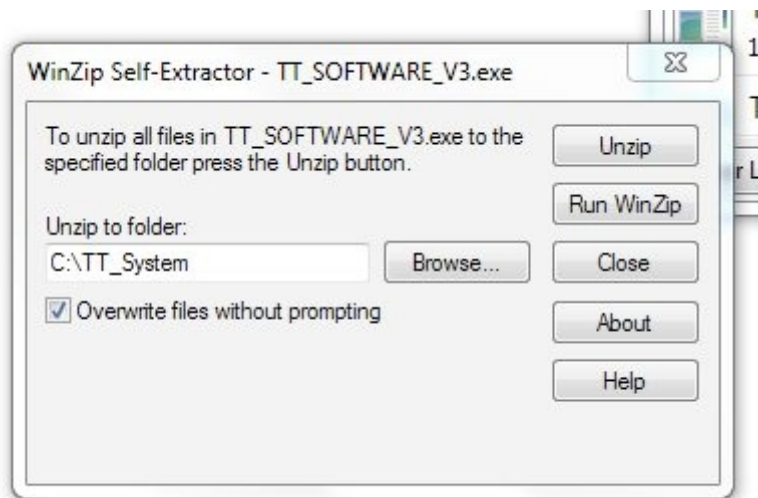 WinZip Self-Extractor - TT_SOFTWARE_V3.exe
To unzip all files in TT_SOFTWARE_V3.exe to the
specified folder press the Unzip button.
Unzip to folder:
C:\TT_System
Browse...
Overwrite files without prompting
Unzip
Run WinZip
Close
About
Help
1
T
r L